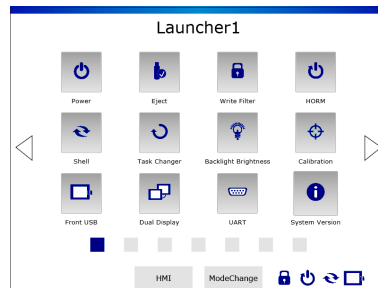 Launcher1
Power
Eject
Write Filter
HORM
Shell
Task Changer
Backlight Brightness
Calibration
Front USB
Dual Display
UART
System Version
HMI
ModeChange